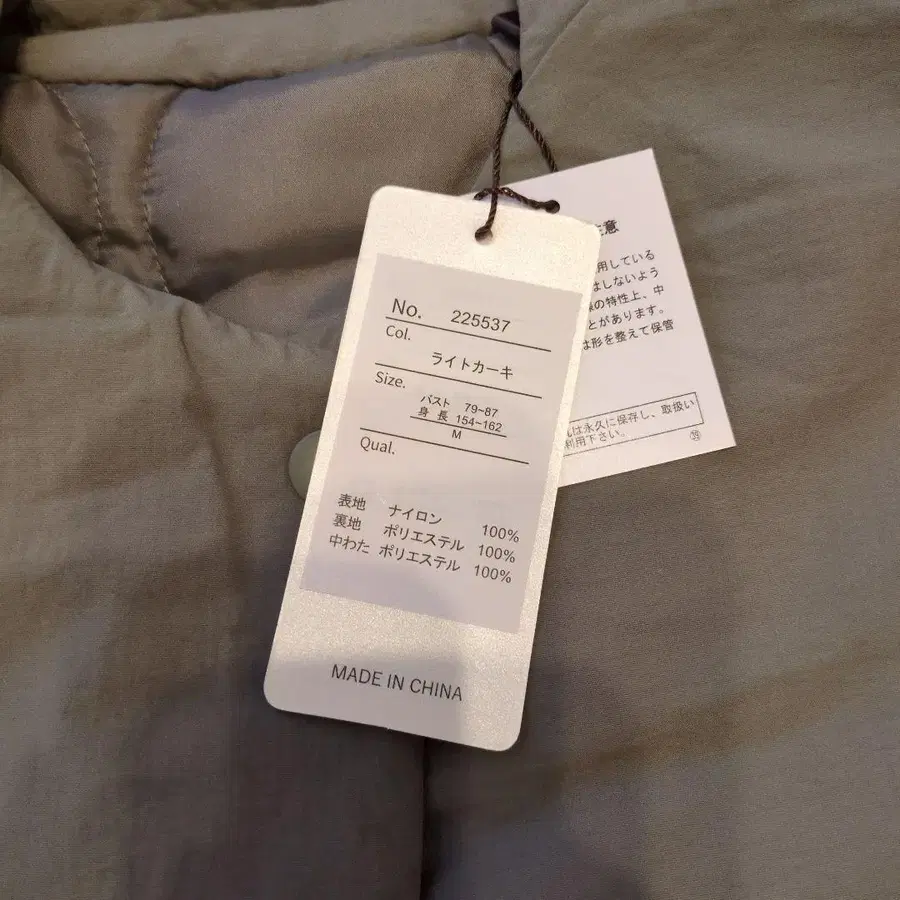 No. 225537
Col.
ライトカーキ
Size.
バスト 79~87
身長 154~162
M
Qual.
表地 ナイロン 100%
裏地 ポリエステル 100%
中わた ポリエステル 100%
MADE IN CHINA
注意
用している
はしないよう
の特性上、中
とがあります。
は形を整えて保管
は永久に保存し、取扱い
利用下さい。